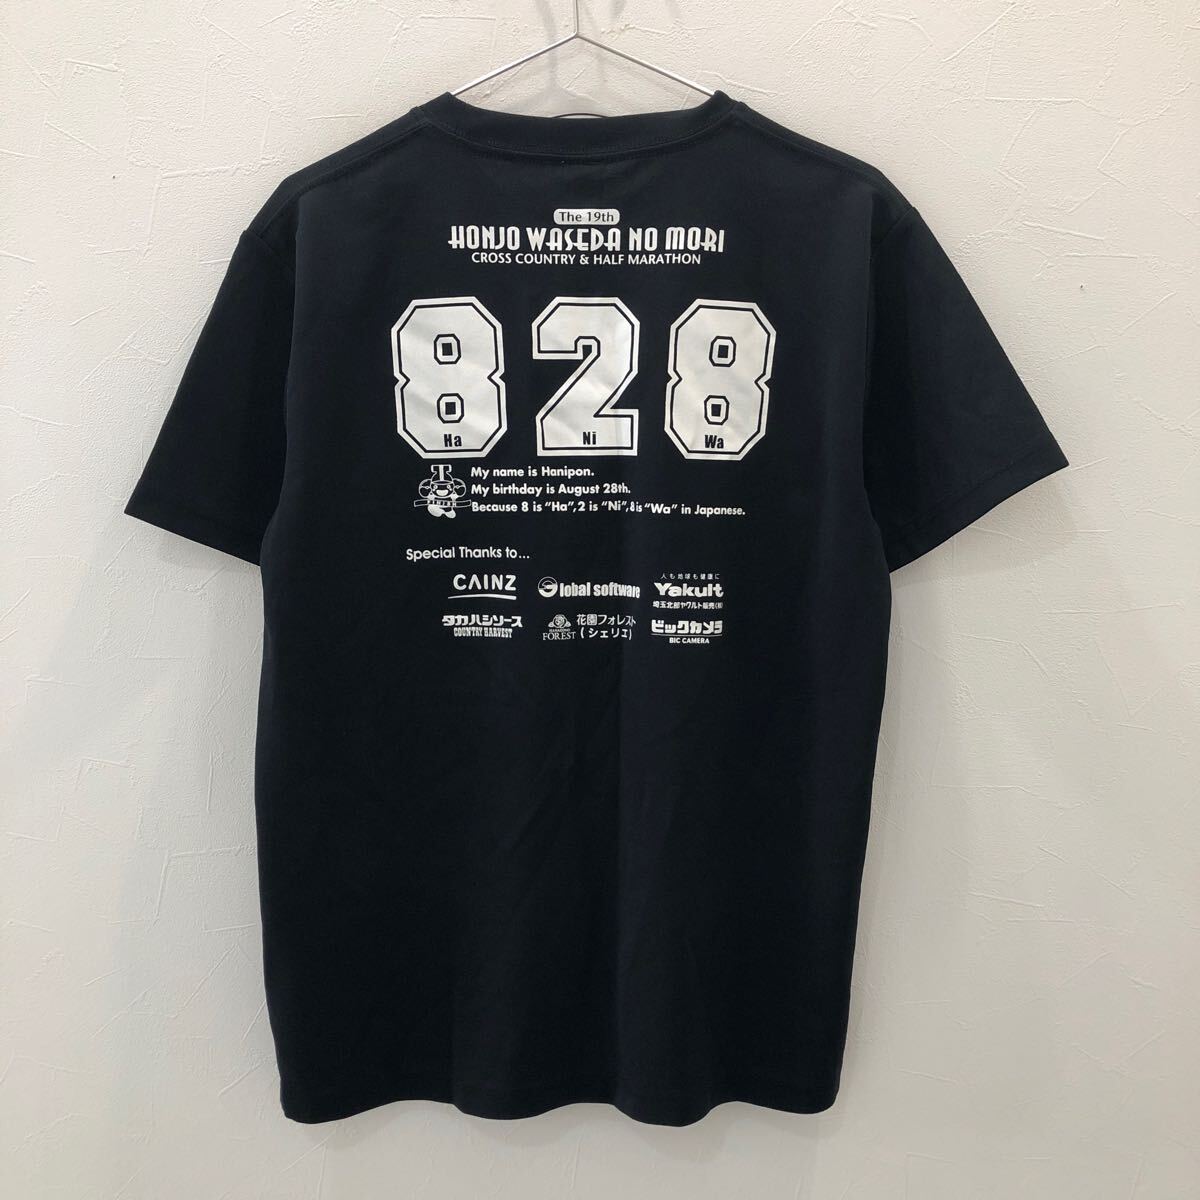 The 19th
HONJO WASEDA NO MORI
CROSS COUNTRY & HALF MARATHON
828
Ha Ni Wa
My name is Hanipon.
My birthday is August 28th.
Because 8 is "Ha", 2 is "Ni", 8 is "Wa" in Japanese.
Special Thanks to...
CAINZ
Global software
人も地球も健康に
Yakult
埼玉北部ヤクルト販売(株)
タカハシソース
COUNTRY HARVEST
HANAZONO
FOREST
花園フォレスト
(シェリエ)
ビックカメラ
BIC CAMERA